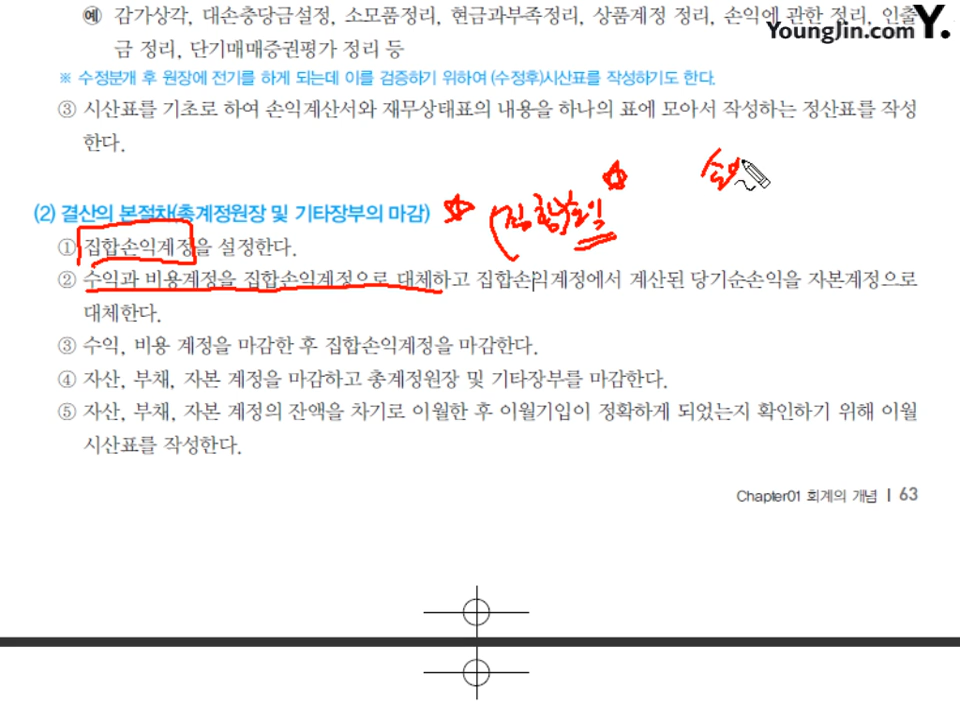 예 감가상각, 대손충당금설정, 소모품정리, 현금과부족정리, 상품계정 정리, 손익에 관한 정리, 인출
YoungJin.com Y.
금 정리, 단기매매증권평가 정리 등
※ 수정분개 후 원장에 전기를 하게 되는데 이를 검증하기 위하여 (수정후)시산표를 작성하기도 한다.
③ 시산표를 기초로 하여 손익계산서와 재무상태표의 내용을 하나의 표에 모아서 작성하는 정산표를 작성
한다.
(2) 결산의 본절차(총계정원장 및 기타장부의 마감)
(집합)손익
① 집합손익계정을 설정한다.
② 수익과 비용계정을 집합손익계정으로 대체하고 집합손익계정에서 계산된 당기순손익을 자본계정으로
대체한다.
③ 수익, 비용 계정을 마감한 후 집합손익계정을 마감한다.
④ 자산, 부채, 자본 계정을 마감하고 총계정원장 및 기타장부를 마감한다.
⑤ 자산, 부채, 자본 계정의 잔액을 차기로 이월한 후 이월기입이 정확하게 되었는지 확인하기 위해 이월
시산표를 작성한다.
Chapter01 회계의 개념 | 63